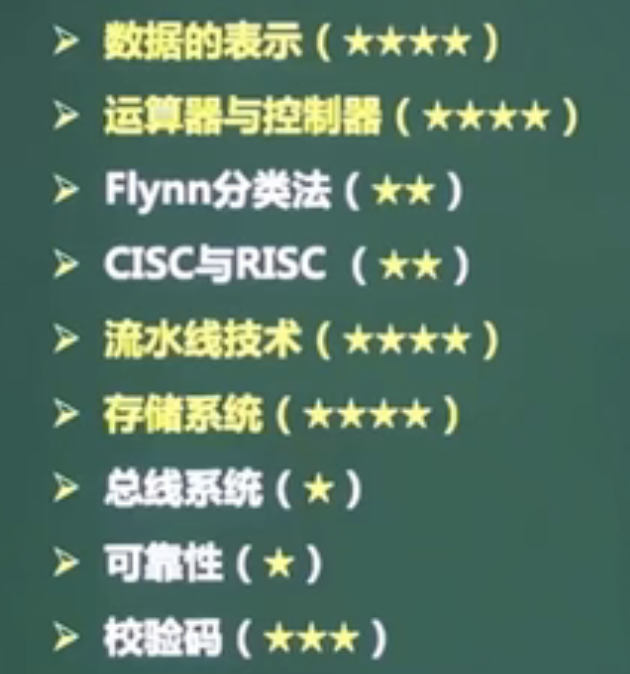 ➢ 数据的表示（★★★★）
➢ 运算器与控制器（★★★★）
➢ Flynn分类法（★★）
➢ CISC与RISC （★★）
➢ 流水线技术（★★★★）
➢ 存储系统（★★★★）
➢ 总线系统（★）
➢ 可靠性（★）
➢ 校验码（★★★）